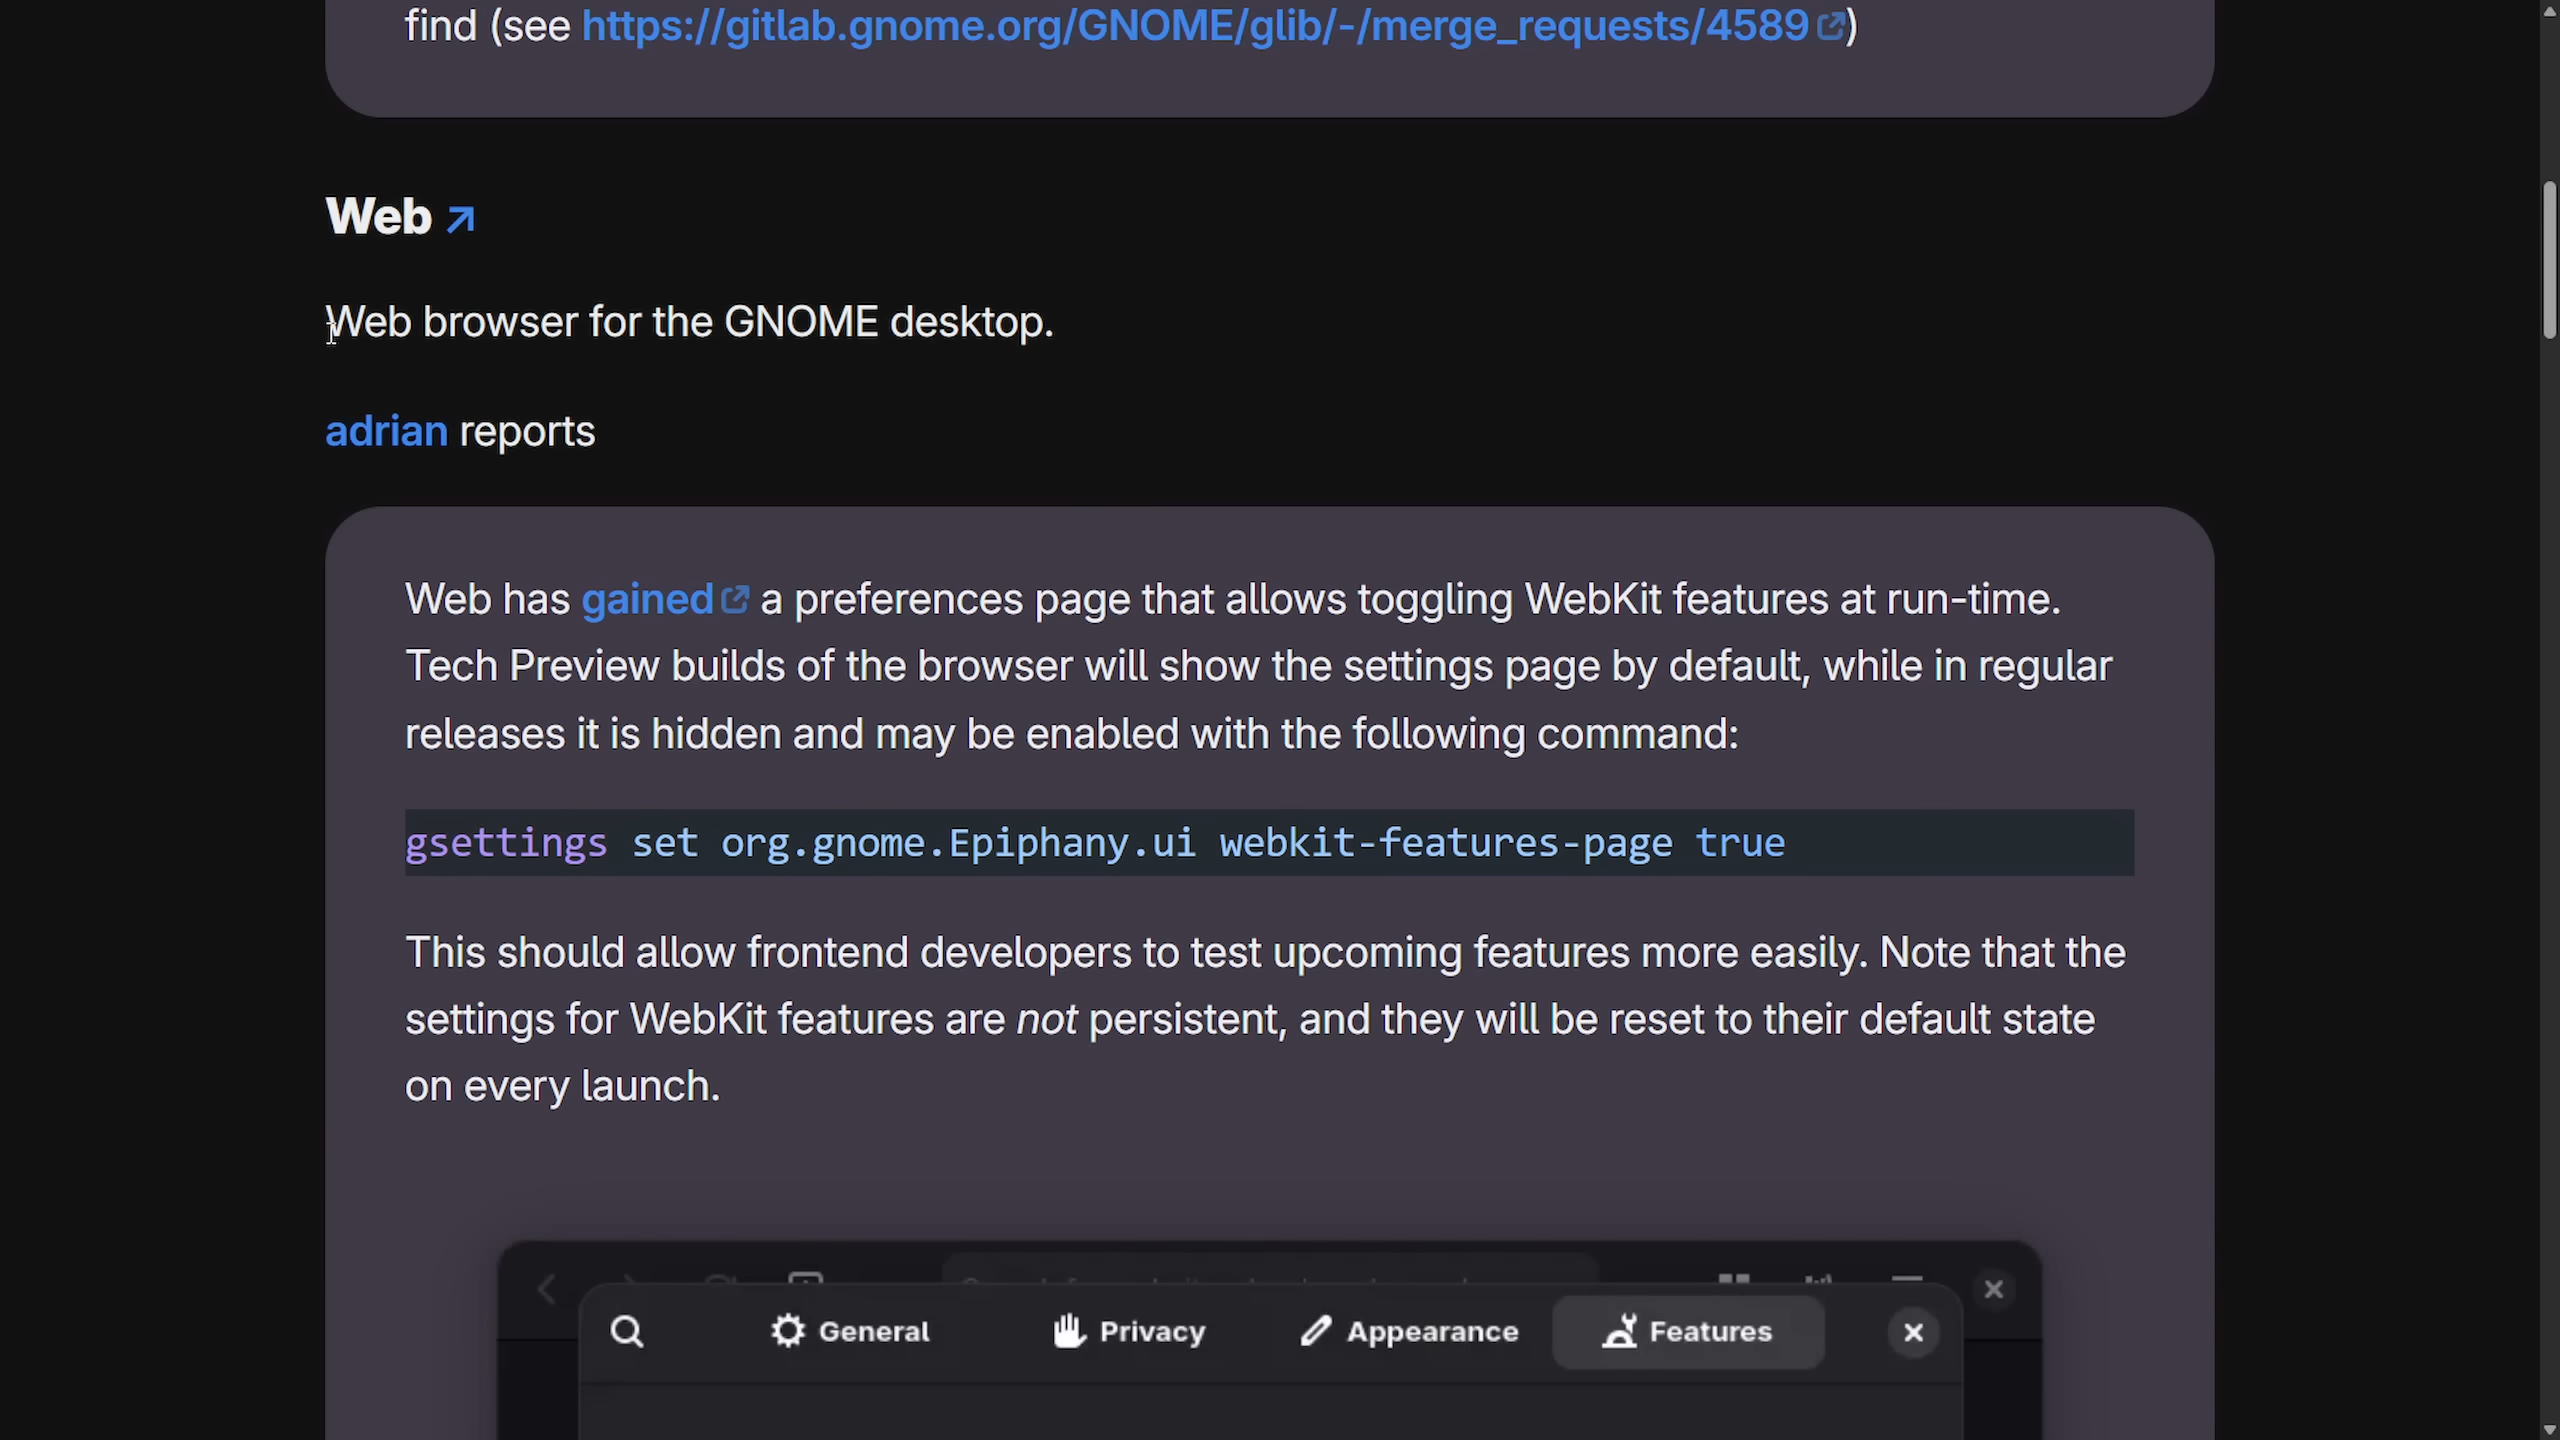 find (see https://gitlab.gnome.org/GNOME/glib/-/merge_requests/4589)
Web
Web browser for the GNOME desktop.
adrian reports
Web has gained a preferences page that allows toggling WebKit features at run-time.
Tech Preview builds of the browser will show the settings page by default, while in regular
releases it is hidden and may be enabled with the following command:
gsettings set org.gnome.Epiphany.ui webkit-features-page true
This should allow frontend developers to test upcoming features more easily. Note that the
settings for WebKit features are not persistent, and they will be reset to their default state
on every launch.
General Privacy Appearance Features